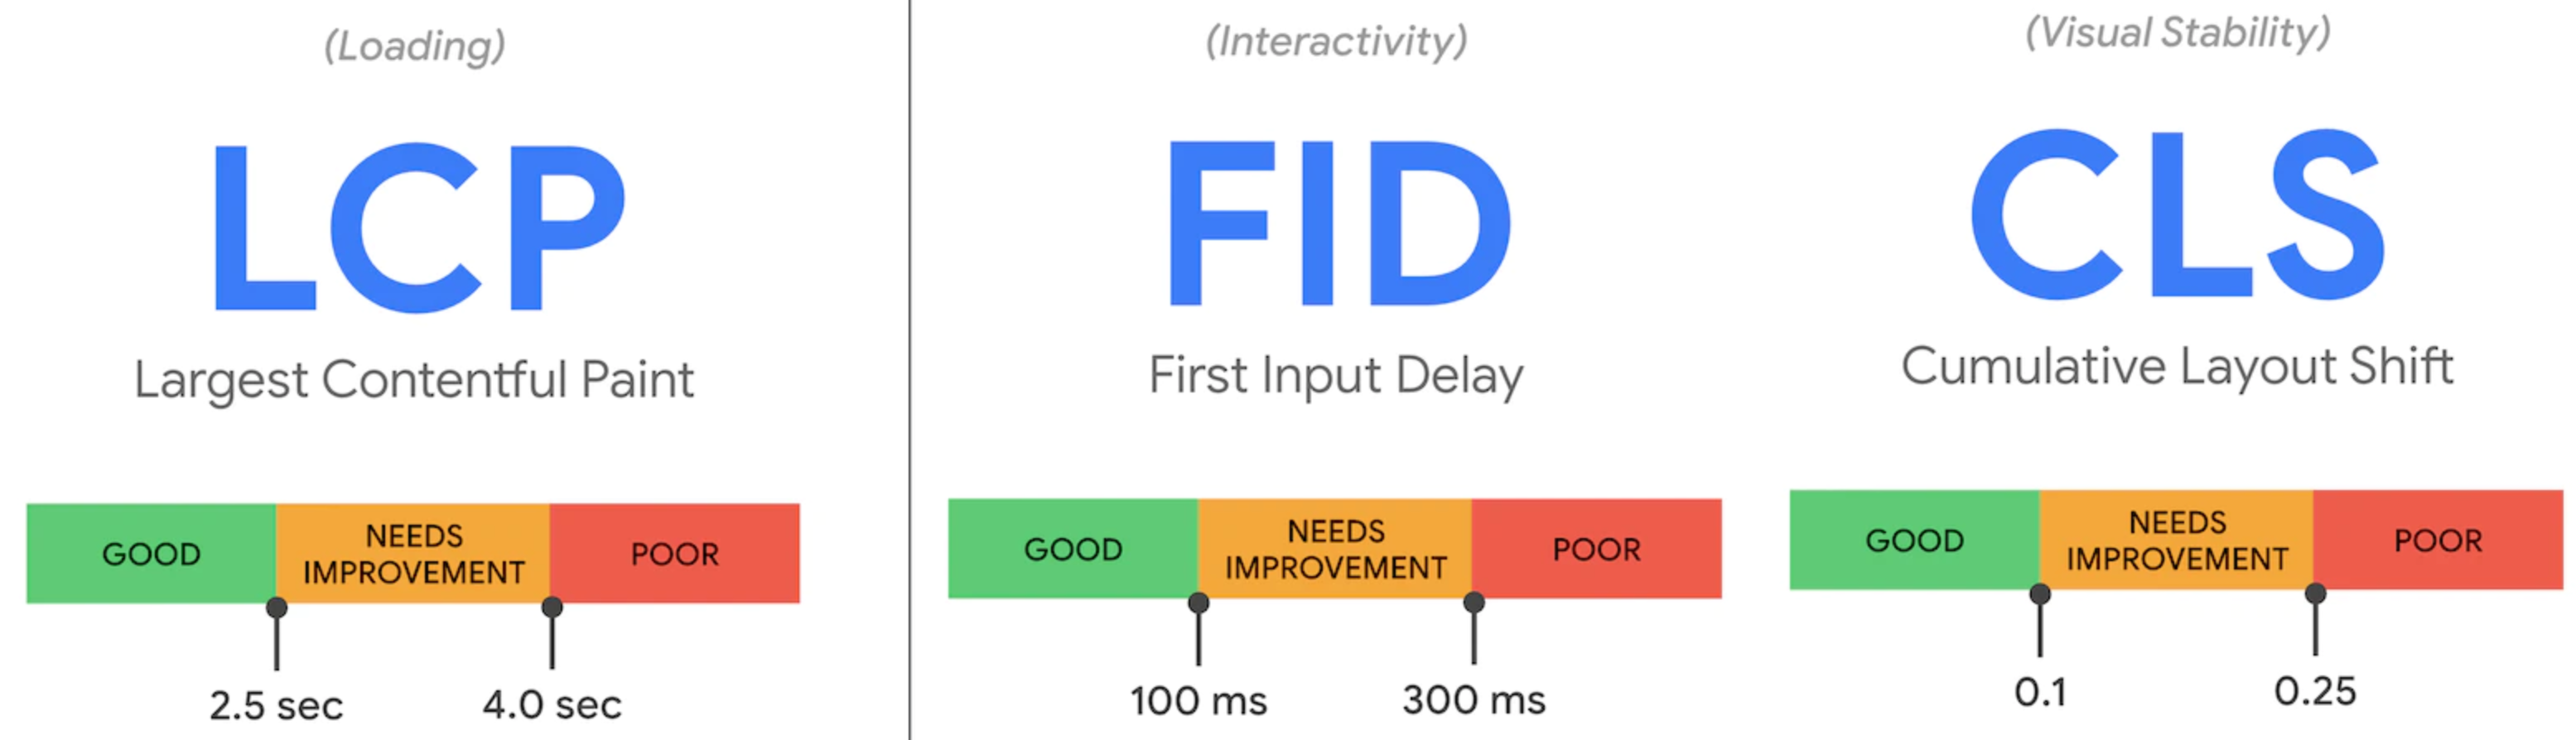 (Loading)
LCP
Largest Contentful Paint
GOOD
NEEDS
IMPROVEMENT
POOR
2.5 sec
4.0 sec
(Interactivity)
FID
First Input Delay
GOOD
NEEDS
IMPROVEMENT
POOR
100 ms
300 ms
(Visual Stability)
CLS
Cumulative Layout Shift
GOOD
NEEDS
IMPROVEMENT
POOR
0.1
0.25